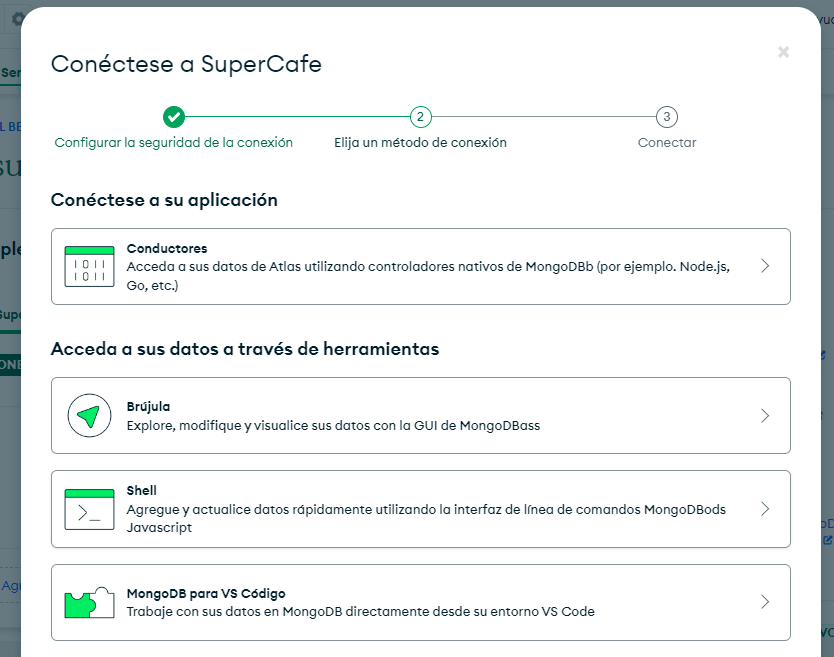 Conéctese a SuperCafe
2
3
Configurar la seguridad de la conexión
Elija un método de conexión
Conectar
Conéctese a su aplicación
Conductores
Acceda a sus datos de Atlas utilizando controladores nativos de MongoDBb (por ejemplo. Node.js,
Go, etc.)
Acceda a sus datos a través de herramientas
Brújula
Explore, modifique y visualice sus datos con la GUI de MongoDBass
Shell
Agregue y actualice datos rápidamente utilizando la interfaz de línea de comandos MongoDBods
Javascript
MongoDB para VS Código
Trabaje con sus datos en MongoDB directamente desde su entorno VS Code